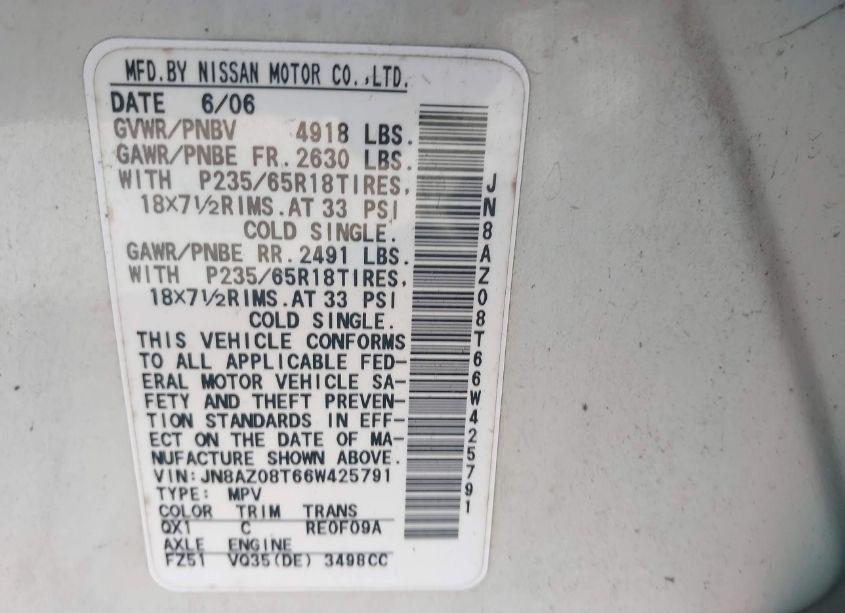 MFD.BY NISSAN MOTOR CO.,LTD.
DATE 6/06
GVWR/PNBV 4918 LBS.
GAWR/PNBE FR.2630 LBS.
WITH P235/65R18TIRES,
18X7½RIMS.AT 33 PSI
COLD SINGLE.
GAWR/PNBE RR.2491 LBS.
WITH P235/65R18TIRES,
18X7½RIMS.AT 33 PSI
COLD SINGLE.
THIS VEHICLE CONFORMS
TO ALL APPLICABLE FED-
ERAL MOTOR VEHICLE SA-
FETY AND THEFT PREVEN-
TION STANDARDS IN EFF-
ECT ON THE DATE OF MA-
NUFACTURE SHOWN ABOVE.
VIN:JN8AZ08T66W425791
TYPE: MPV
COLOR TRIM TRANS
QX1 C RE0F09A
AXLE ENGINE
FZ51 VQ35(DE) 3498CC
JN8AZ08T66W425791